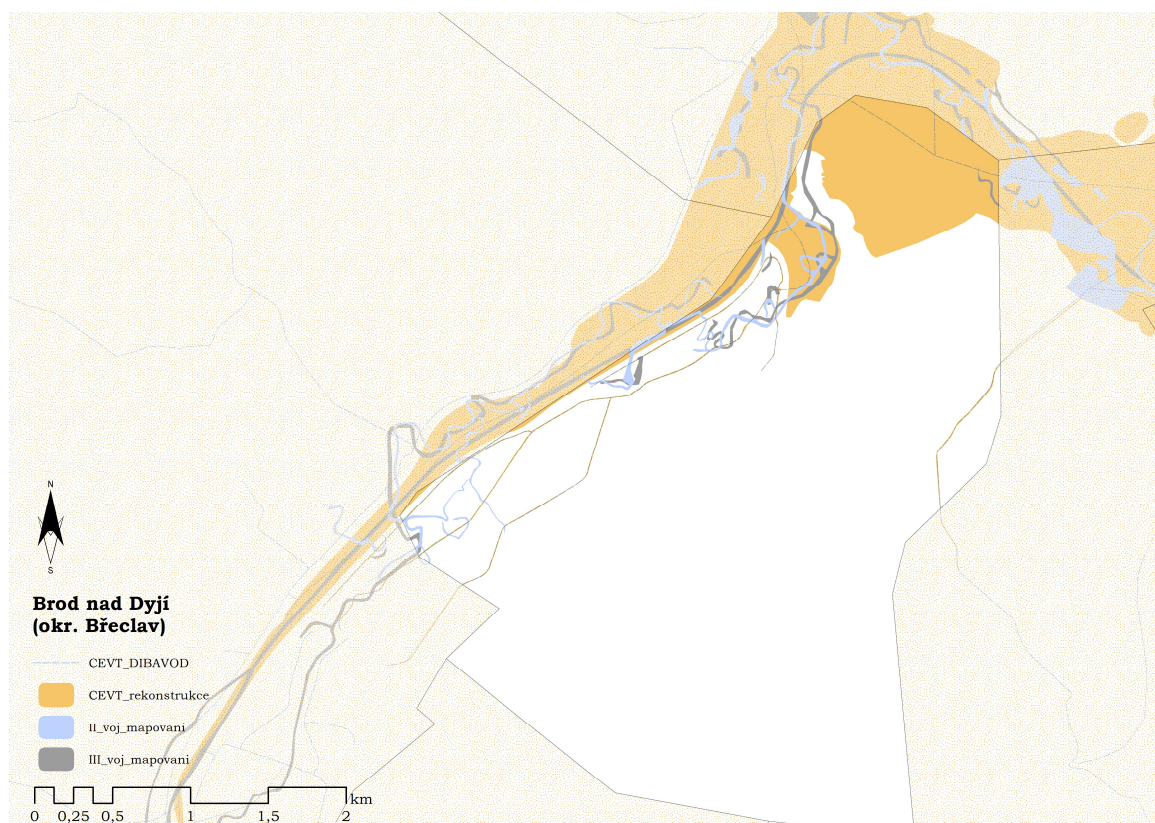 N
S
Brod nad Dyjí
(okr. Břeclav)
CEVT_DIBAVOD
CEVT_rekonstrukce
II_voj_mapovani
III_voj_mapovani
km
0 0,25 0,5 1 1,5 2